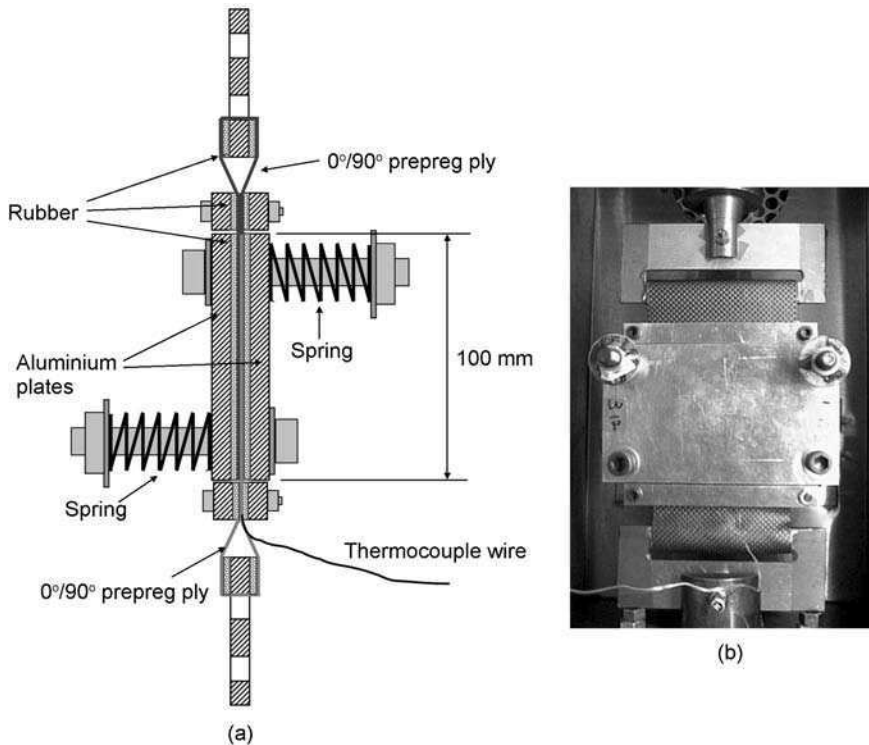 0°/90° prepreg ply
Rubber
Spring
100 mm
Aluminium
plates
Spring
Thermocouple wire
0°/90° prepreg ply
(a)
(b)